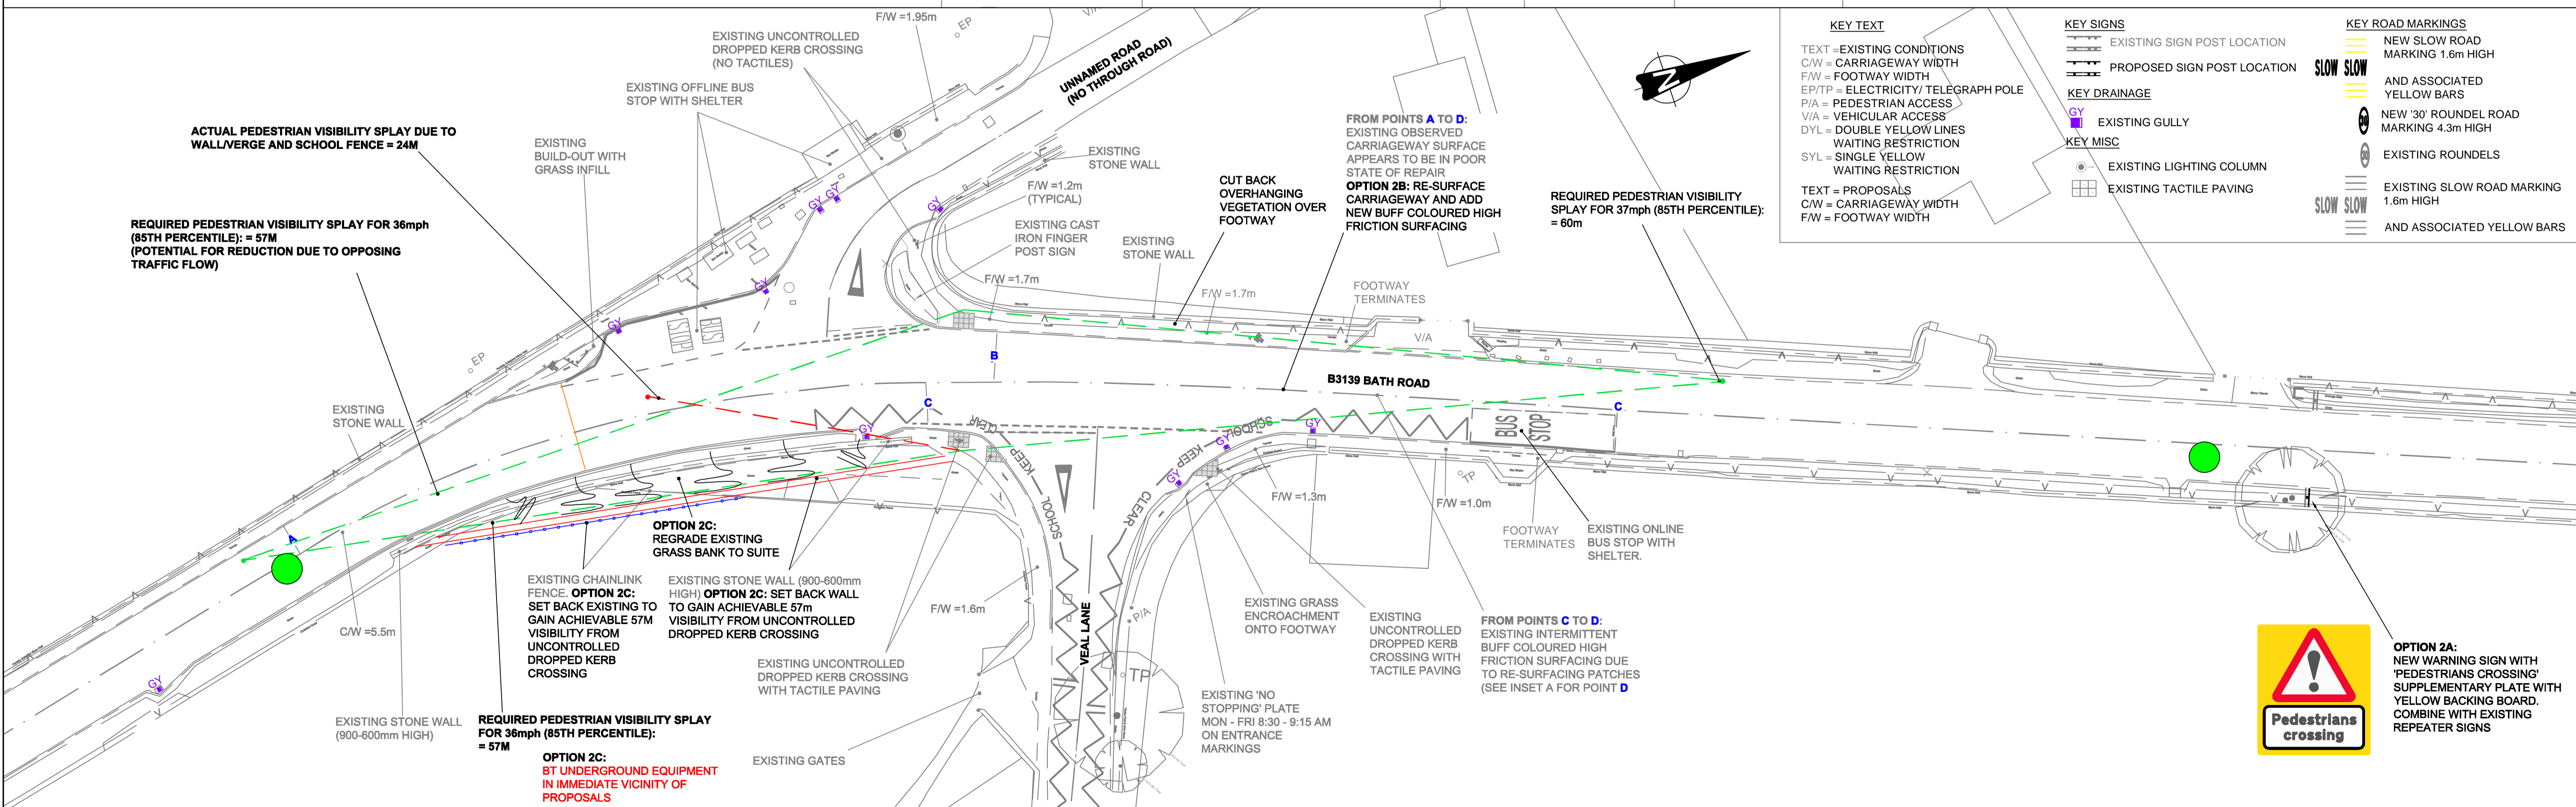 F/W =1.95m
EP
V/A
EXISTING UNCONTROLLED
DROPPED KERB CROSSING
(NO TACTILES)
UNNAMED ROAD
(NO THROUGH ROAD)
EXISTING OFFLINE BUS
STOP WITH SHELTER
ACTUAL PEDESTRIAN VISIBILITY SPLAY DUE TO
WALL/VERGE AND SCHOOL FENCE = 24M
EXISTING
BUILD-OUT WITH
GRASS INFILL
REQUIRED PEDESTRIAN VISIBILITY SPLAY FOR 36mph
(85TH PERCENTILE): = 57M
(POTENTIAL FOR REDUCTION DUE TO OPPOSING
TRAFFIC FLOW)
EXISTING
STONE WALL
F/W =1.2m
(TYPICAL)
EXISTING CAST
IRON FINGER
POST SIGN
EXISTING
STONE WALL
F/W =1.7m
F/W =1.7m
CUT BACK
OVERHANGING
VEGETATION OVER
FOOTWAY
FROM POINTS A TO D:
EXISTING OBSERVED
CARRIAGEWAY SURFACE
APPEARS TO BE IN POOR
STATE OF REPAIR
OPTION 2B: RE-SURFACE
CARRIAGEWAY AND ADD
NEW BUFF COLOURED HIGH
FRICTION SURFACING
N
FOOTWAY
TERMINATES
V/A
REQUIRED PEDESTRIAN VISIBILITY
SPLAY FOR 37mph (85TH PERCENTILE):
= 60m
KEY TEXT
TEXT =EXISTING CONDITIONS
C/W = CARRIAGEWAY WIDTH
F/W = FOOTWAY WIDTH
EP/TP = ELECTRICITY/ TELEGRAPH POLE
P/A = PEDESTRIAN ACCESS
V/A = VEHICULAR ACCESS
DYL = DOUBLE YELLOW LINES
WAITING RESTRICTION
SYL = SINGLE YELLOW
WAITING RESTRICTION
TEXT = PROPOSALS
C/W = CARRIAGEWAY WIDTH
F/W = FOOTWAY WIDTH
KEY SIGNS
EXISTING SIGN POST LOCATION
PROPOSED SIGN POST LOCATION
KEY DRAINAGE
GY
EXISTING GULLY
KEY MISC
EXISTING LIGHTING COLUMN
EXISTING TACTILE PAVING
KEY ROAD MARKINGS
NEW SLOW ROAD
MARKING 1.6m HIGH
SLOW SLOW
AND ASSOCIATED
YELLOW BARS
30
NEW '30' ROUNDEL ROAD
MARKING 4.3m HIGH
30
EXISTING ROUNDELS
EXISTING SLOW ROAD MARKING
1.6m HIGH
SLOW SLOW
AND ASSOCIATED YELLOW BARS
GY
GY
GY
GY
GY
EP
B
B3139 BATH ROAD
C
C
EXISTING
STONE WALL
GY
CLEAR
KEEP
SCHOOL
SCHOOL
KEEP
CLEAR
GY
GY
GY
BUS
STOP
TP
F/W =1.3m
F/W =1.0m
FOOTWAY
TERMINATES
EXISTING ONLINE
BUS STOP WITH
SHELTER.
A
C/W =5.5m
GY
OPTION 2C:
REGRADE EXISTING
GRASS BANK TO SUITE
EXISTING CHAINLINK
FENCE. OPTION 2C:
SET BACK EXISTING TO
GAIN ACHIEVABLE 57M
VISIBILITY FROM
UNCONTROLLED
DROPPED KERB
CROSSING
EXISTING STONE WALL (900-600mm
HIGH) OPTION 2C: SET BACK WALL
TO GAIN ACHIEVABLE 57m
VISIBILITY FROM UNCONTROLLED
DROPPED KERB CROSSING
F/W =1.6m
VEAL LANE
P/A
TP
EXISTING UNCONTROLLED
DROPPED KERB CROSSING
WITH TACTILE PAVING
EXISTING GRASS
ENCROACHMENT
ONTO FOOTWAY
EXISTING
UNCONTROLLED
DROPPED KERB
CROSSING WITH
TACTILE PAVING
FROM POINTS C TO D:
EXISTING INTERMITTENT
BUFF COLOURED HIGH
FRICTION SURFACING DUE
TO RE-SURFACING PATCHES
(SEE INSET A FOR POINT D
EXISTING STONE WALL
(900-600mm HIGH)
REQUIRED PEDESTRIAN VISIBILITY SPLAY
FOR 36mph (85TH PERCENTILE):
= 57M
OPTION 2C:
BT UNDERGROUND EQUIPMENT
IN IMMEDIATE VICINITY OF
PROPOSALS
EXISTING GATES
EXISTING 'NO
STOPPING' PLATE
MON - FRI 8:30 - 9:15 AM
ON ENTRANCE
MARKINGS
Pedestrians
crossing
OPTION 2A:
NEW WARNING SIGN WITH
'PEDESTRIANS CROSSING'
SUPPLEMENTARY PLATE WITH
YELLOW BACKING BOARD.
COMBINE WITH EXISTING
REPEATER SIGNS